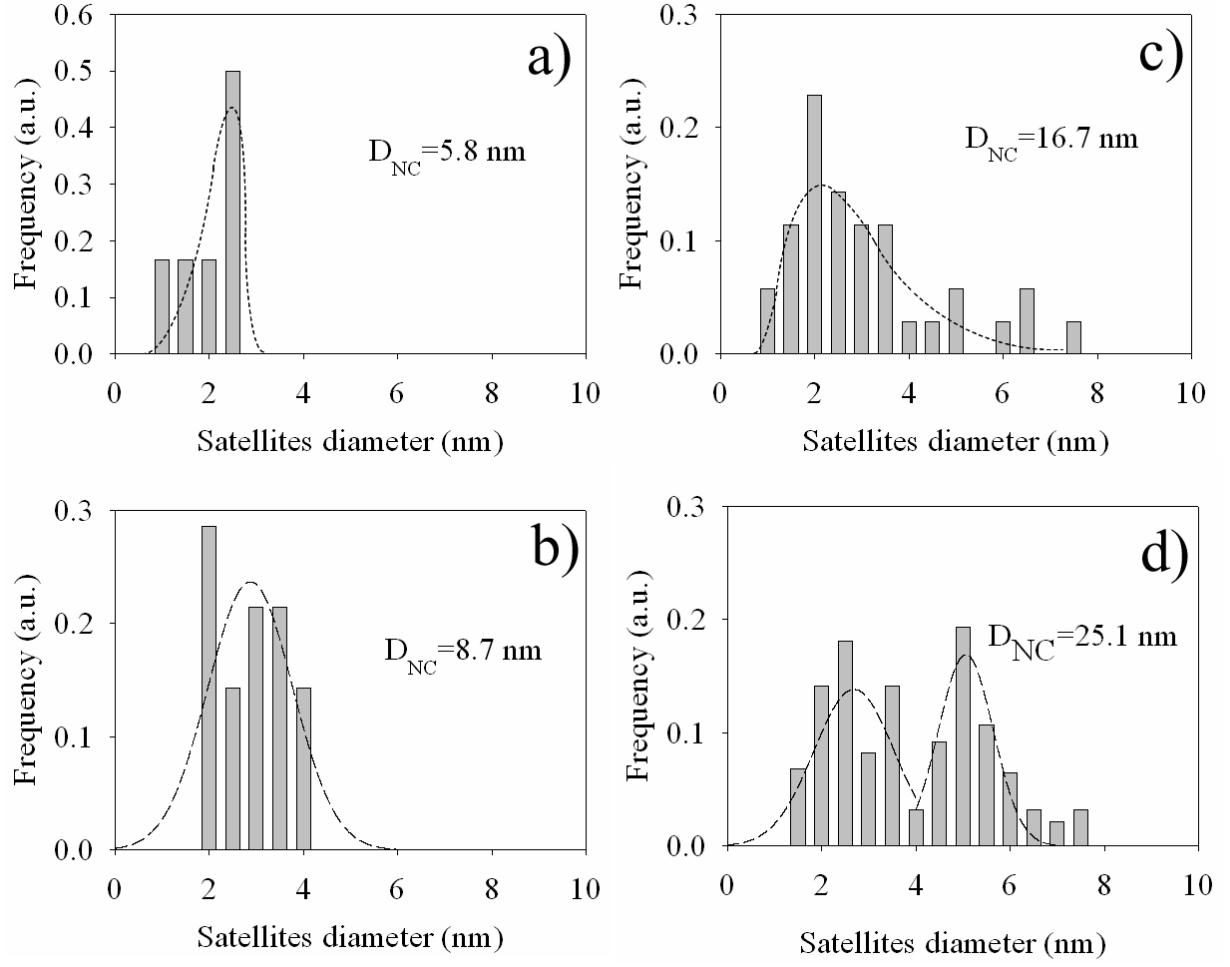 0.6
0.5
0.4
0.3
0.2
0.1
0.0
Frequency (a.u.)
a)
D_NC=5.8 nm
0 2 4 6 8 10
Satellites diameter (nm)
0.3
0.2
0.1
0.0
Frequency (a.u.)
c)
D_NC=16.7 nm
0 2 4 6 8 10
Satellites diameter (nm)
0.3
0.2
0.1
0.0
Frequency (a.u.)
b)
D_NC=8.7 nm
0 2 4 6 8 10
Satellites diameter (nm)
0.3
0.2
0.1
0.0
Frequency (a.u.)
d)
D_NC=25.1 nm
0 2 4 6 8 10
Satellites diameter (nm)